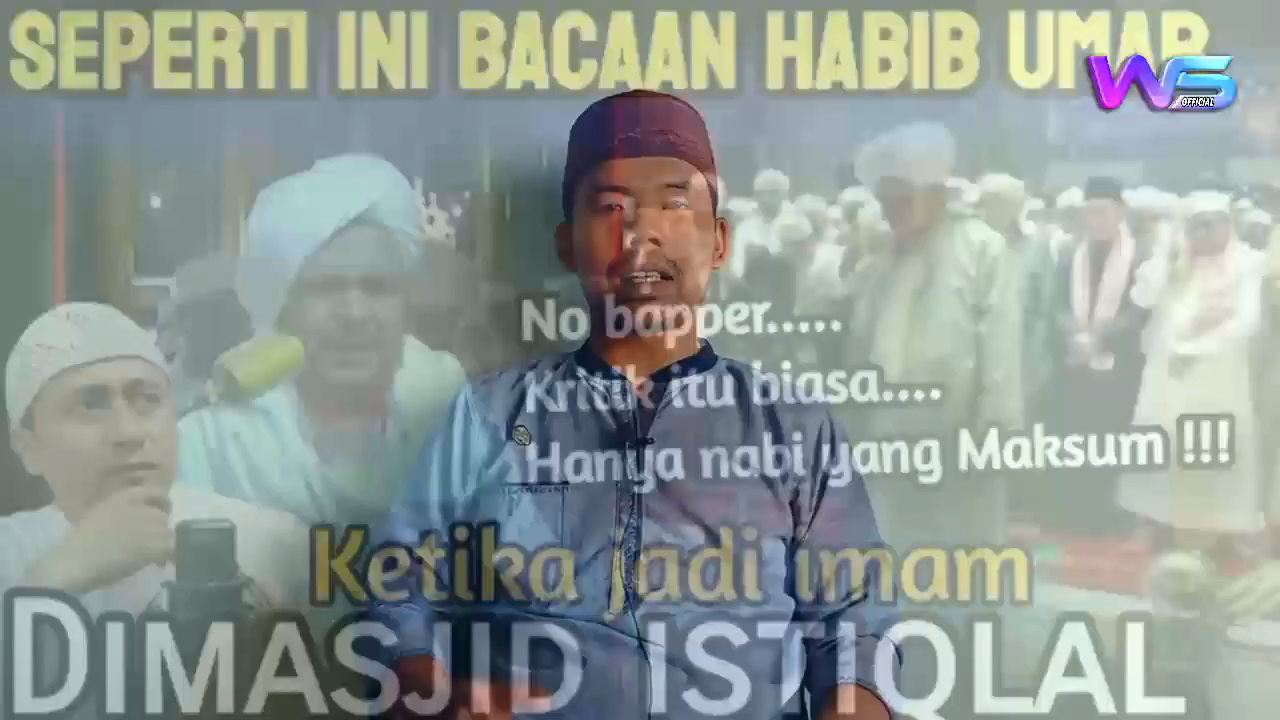 SEPERTI INI BACAAN HABIB UMAR
WS
OFFICIAL
No bapper.....
Kritik itu biasa....
Hanya nabi yang Maksum !!!
Ketika jadi imam
DIMASJID ISTIQLAL